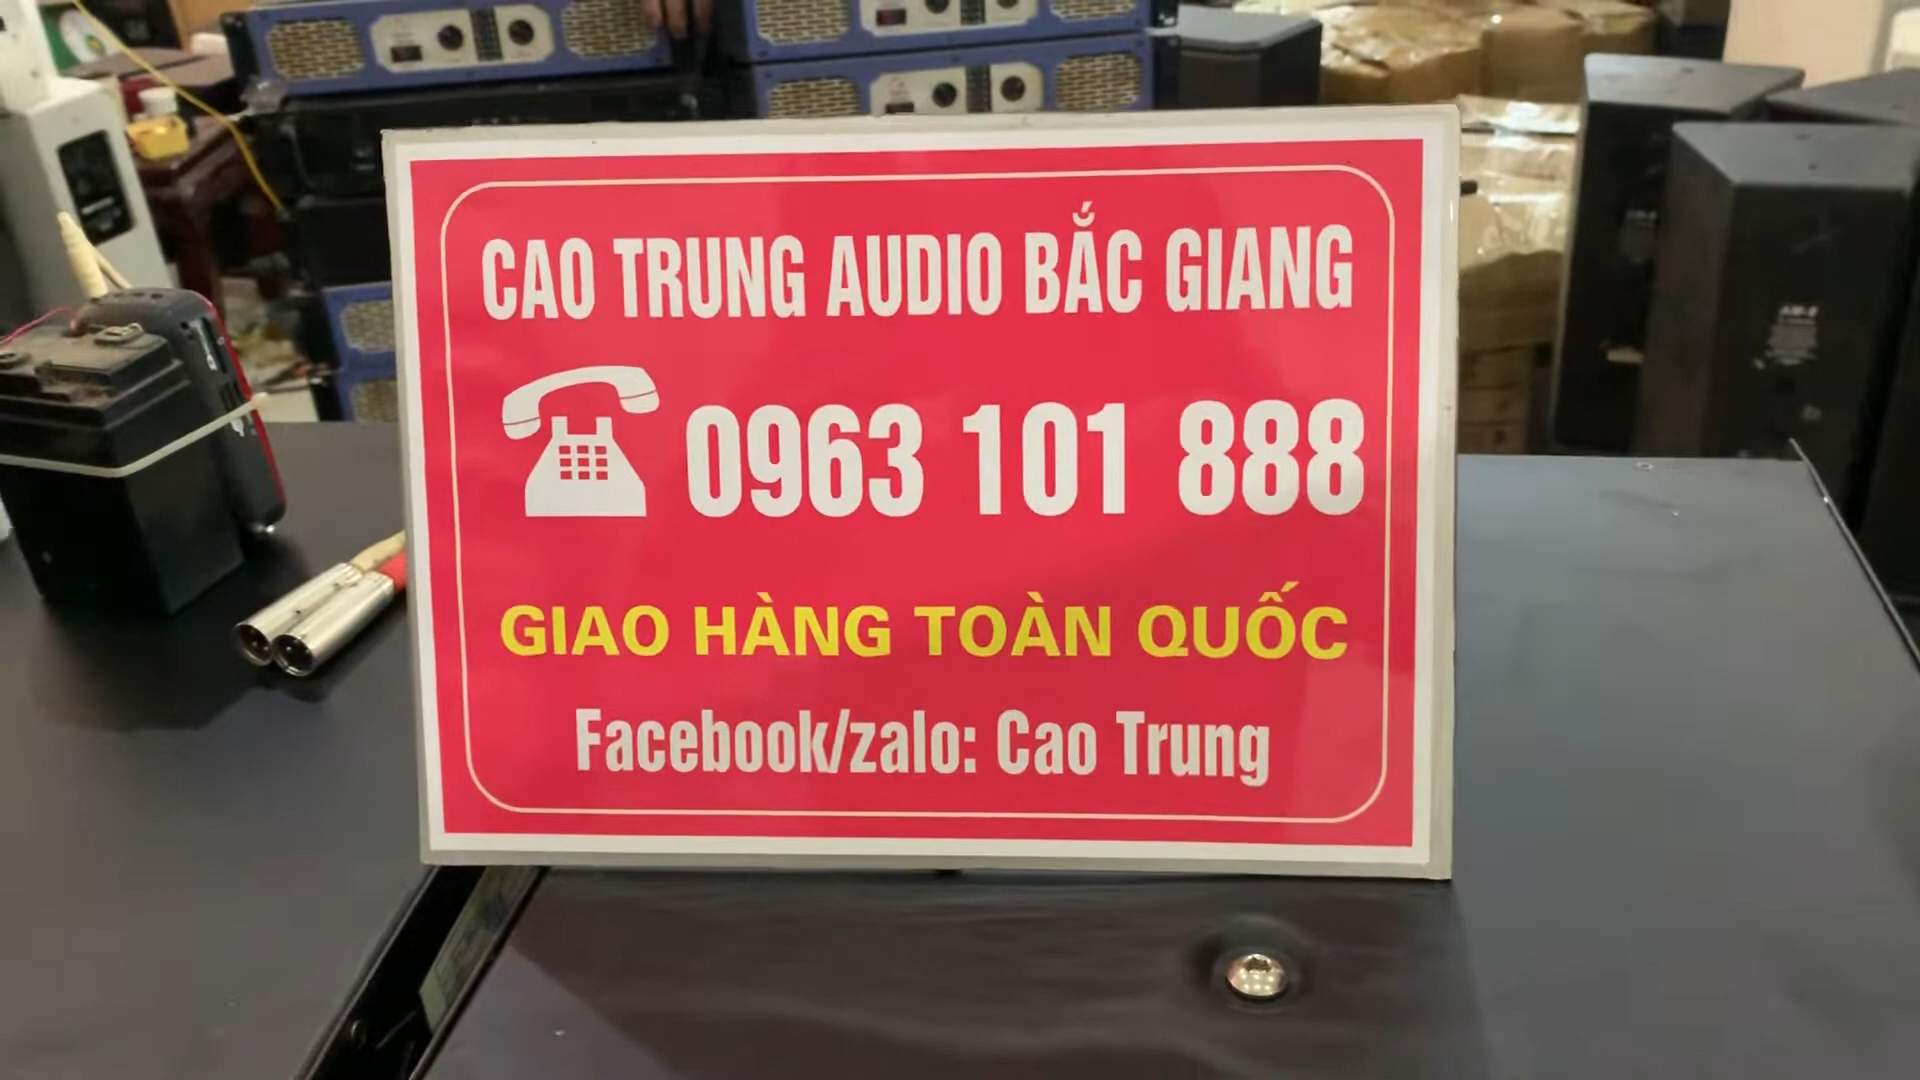 CAO TRUNG AUDIO BẮC GIANG
0963 101 888
GIAO HÀNG TOÀN QUỐC
Facebook/zalo: Cao Trung